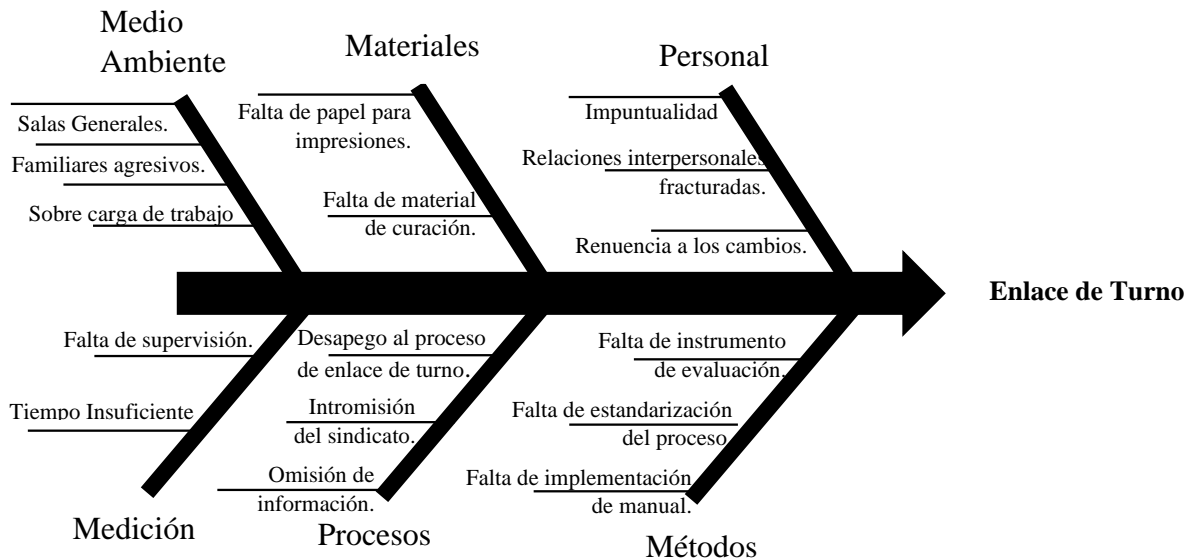 Medio
Ambiente
Salas Generales.
Familiares agresivos.
Sobre carga de trabajo
Materiales
Falta de papel para
impresiones.
Falta de material
de curación.
Personal
Impuntualidad
Relaciones interpersonales
fracturadas.
Renuencia a los cambios.
Enlace de Turno
Falta de supervisión.
Tiempo Insuficiente
Medición
Desapego al proceso
de enlace de turno.
Intromisión
del sindicato.
Omisión de
información.
Procesos
Falta de instrumento
de evaluación.
Falta de estandarización
del proceso
Falta de implementación
de manual.
Métodos